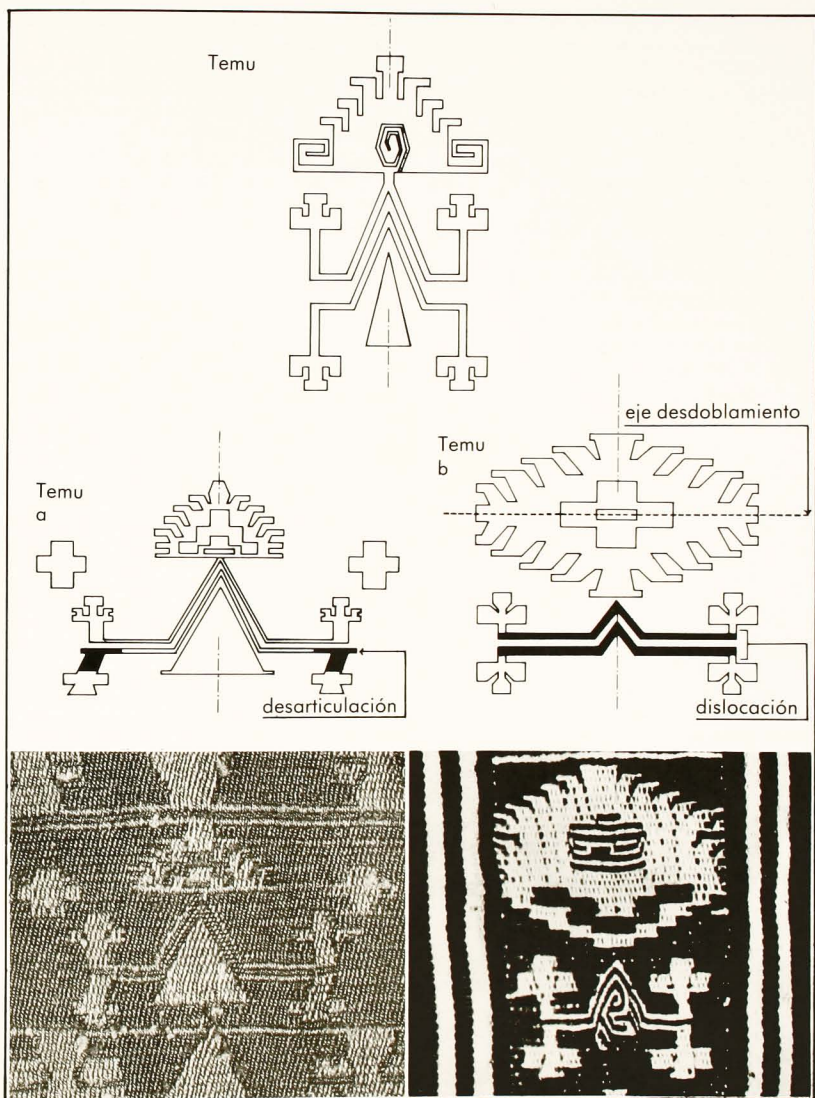 Temu
eje desdoblamiento
Temu
b
Temu
a
desarticulación
dislocación